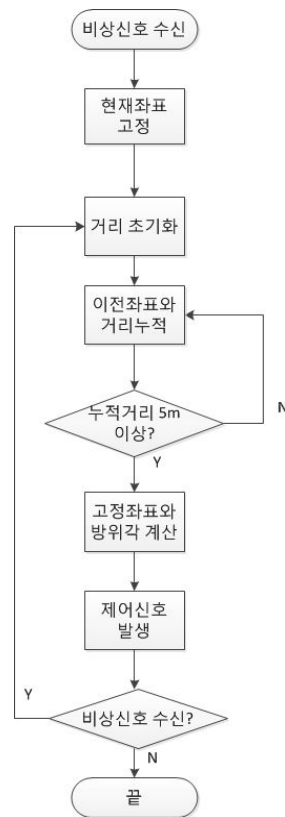 비상신호 수신
현재좌표
고정
거리 초기화
이전좌표와
거리누적
누적거리 5m
이상?
N
Y
고정좌표와
방위각 계산
제어신호
발생
Y
비상신호 수신?
N
끝